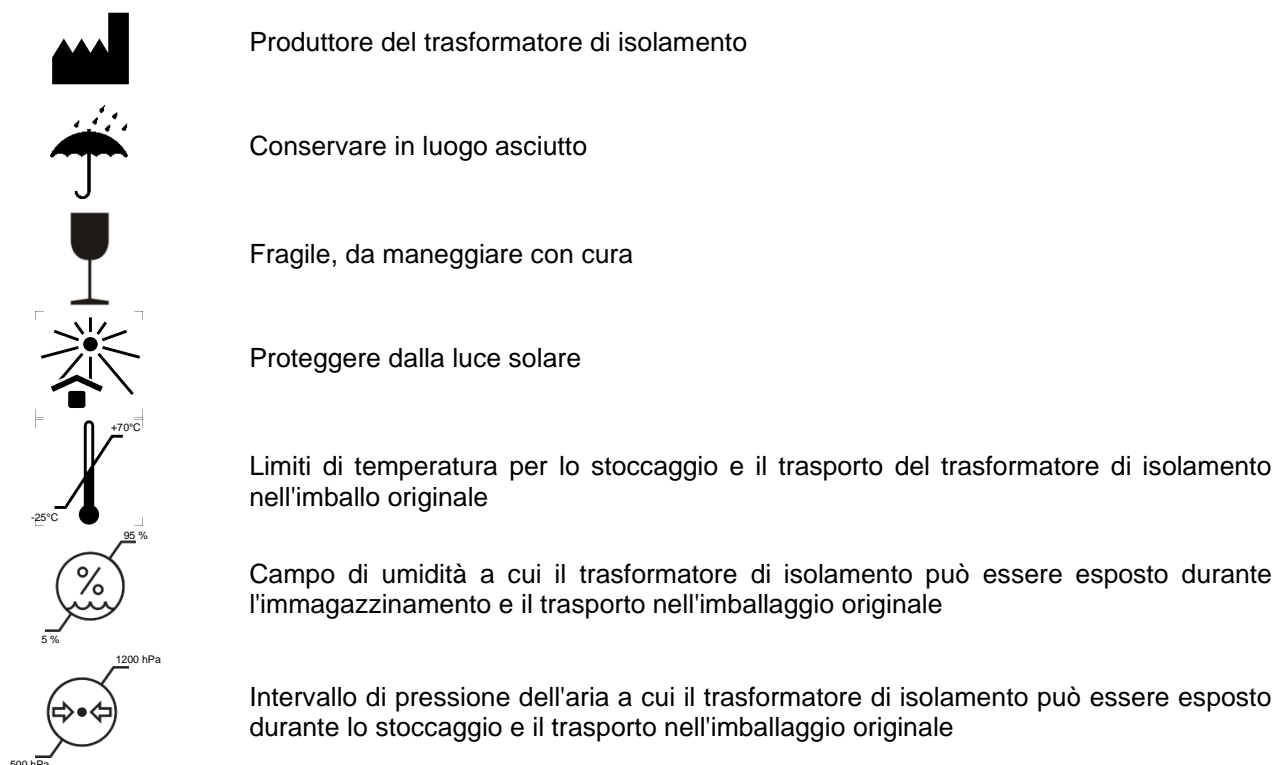 Produttore del trasformatore di isolamento
Conservare in luogo asciutto
Fragile, da maneggiare con cura
Proteggere dalla luce solare
+70°C
Limiti di temperatura per lo stoccaggio e il trasporto del trasformatore di isolamento
nell'imballo originale
-25°C
95 %
Campo di umidità a cui il trasformatore di isolamento può essere esposto durante
l'immagazzinamento e il trasporto nell'imballaggio originale
%
5 %
1200 hPa
Intervallo di pressione dell'aria a cui il trasformatore di isolamento può essere esposto
durante lo stoccaggio e il trasporto nell'imballaggio originale
500 hPa